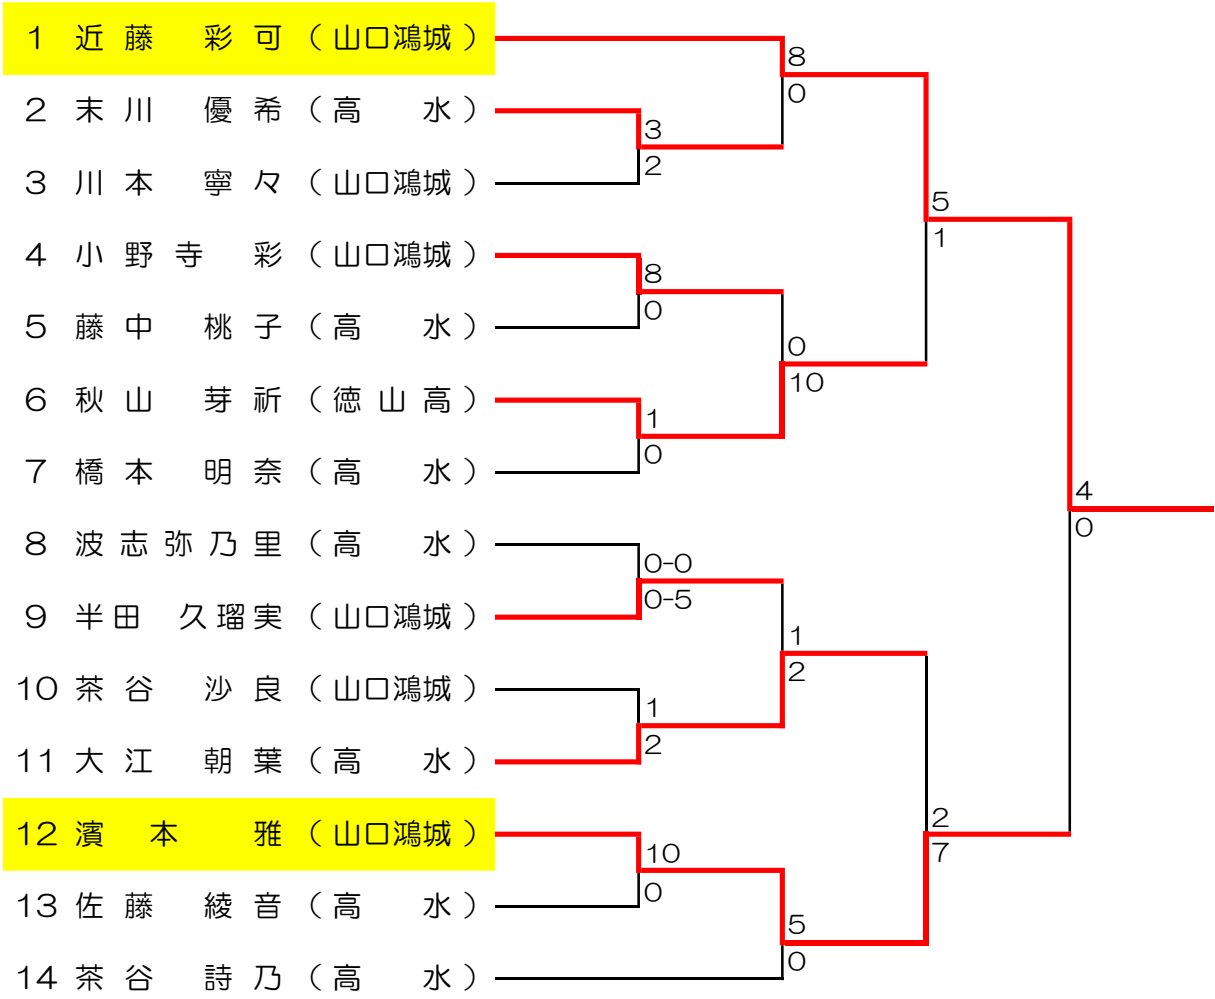 1 近藤 彩可（山口鴻城）
8
0
2 末川 優希（高 水）
3
2
3 川本 寧々（山口鴻城）
5
1
4 小野寺 彩（山口鴻城）
8
0
5 藤中 桃子（高 水）
0
10
6 秋山 芽祈（徳山高）
1
0
7 橋本 明奈（高 水）
4
0
8 波志弥乃里（高 水）
0-0
0-5
9 半田 久瑠実（山口鴻城）
1
2
10 茶谷 沙良（山口鴻城）
1
2
11 大江 朝葉（高 水）
2
7
12 濱本 雅（山口鴻城）
10
0
13 佐藤 綾音（高 水）
5
0
14 茶谷 詩乃（高 水）